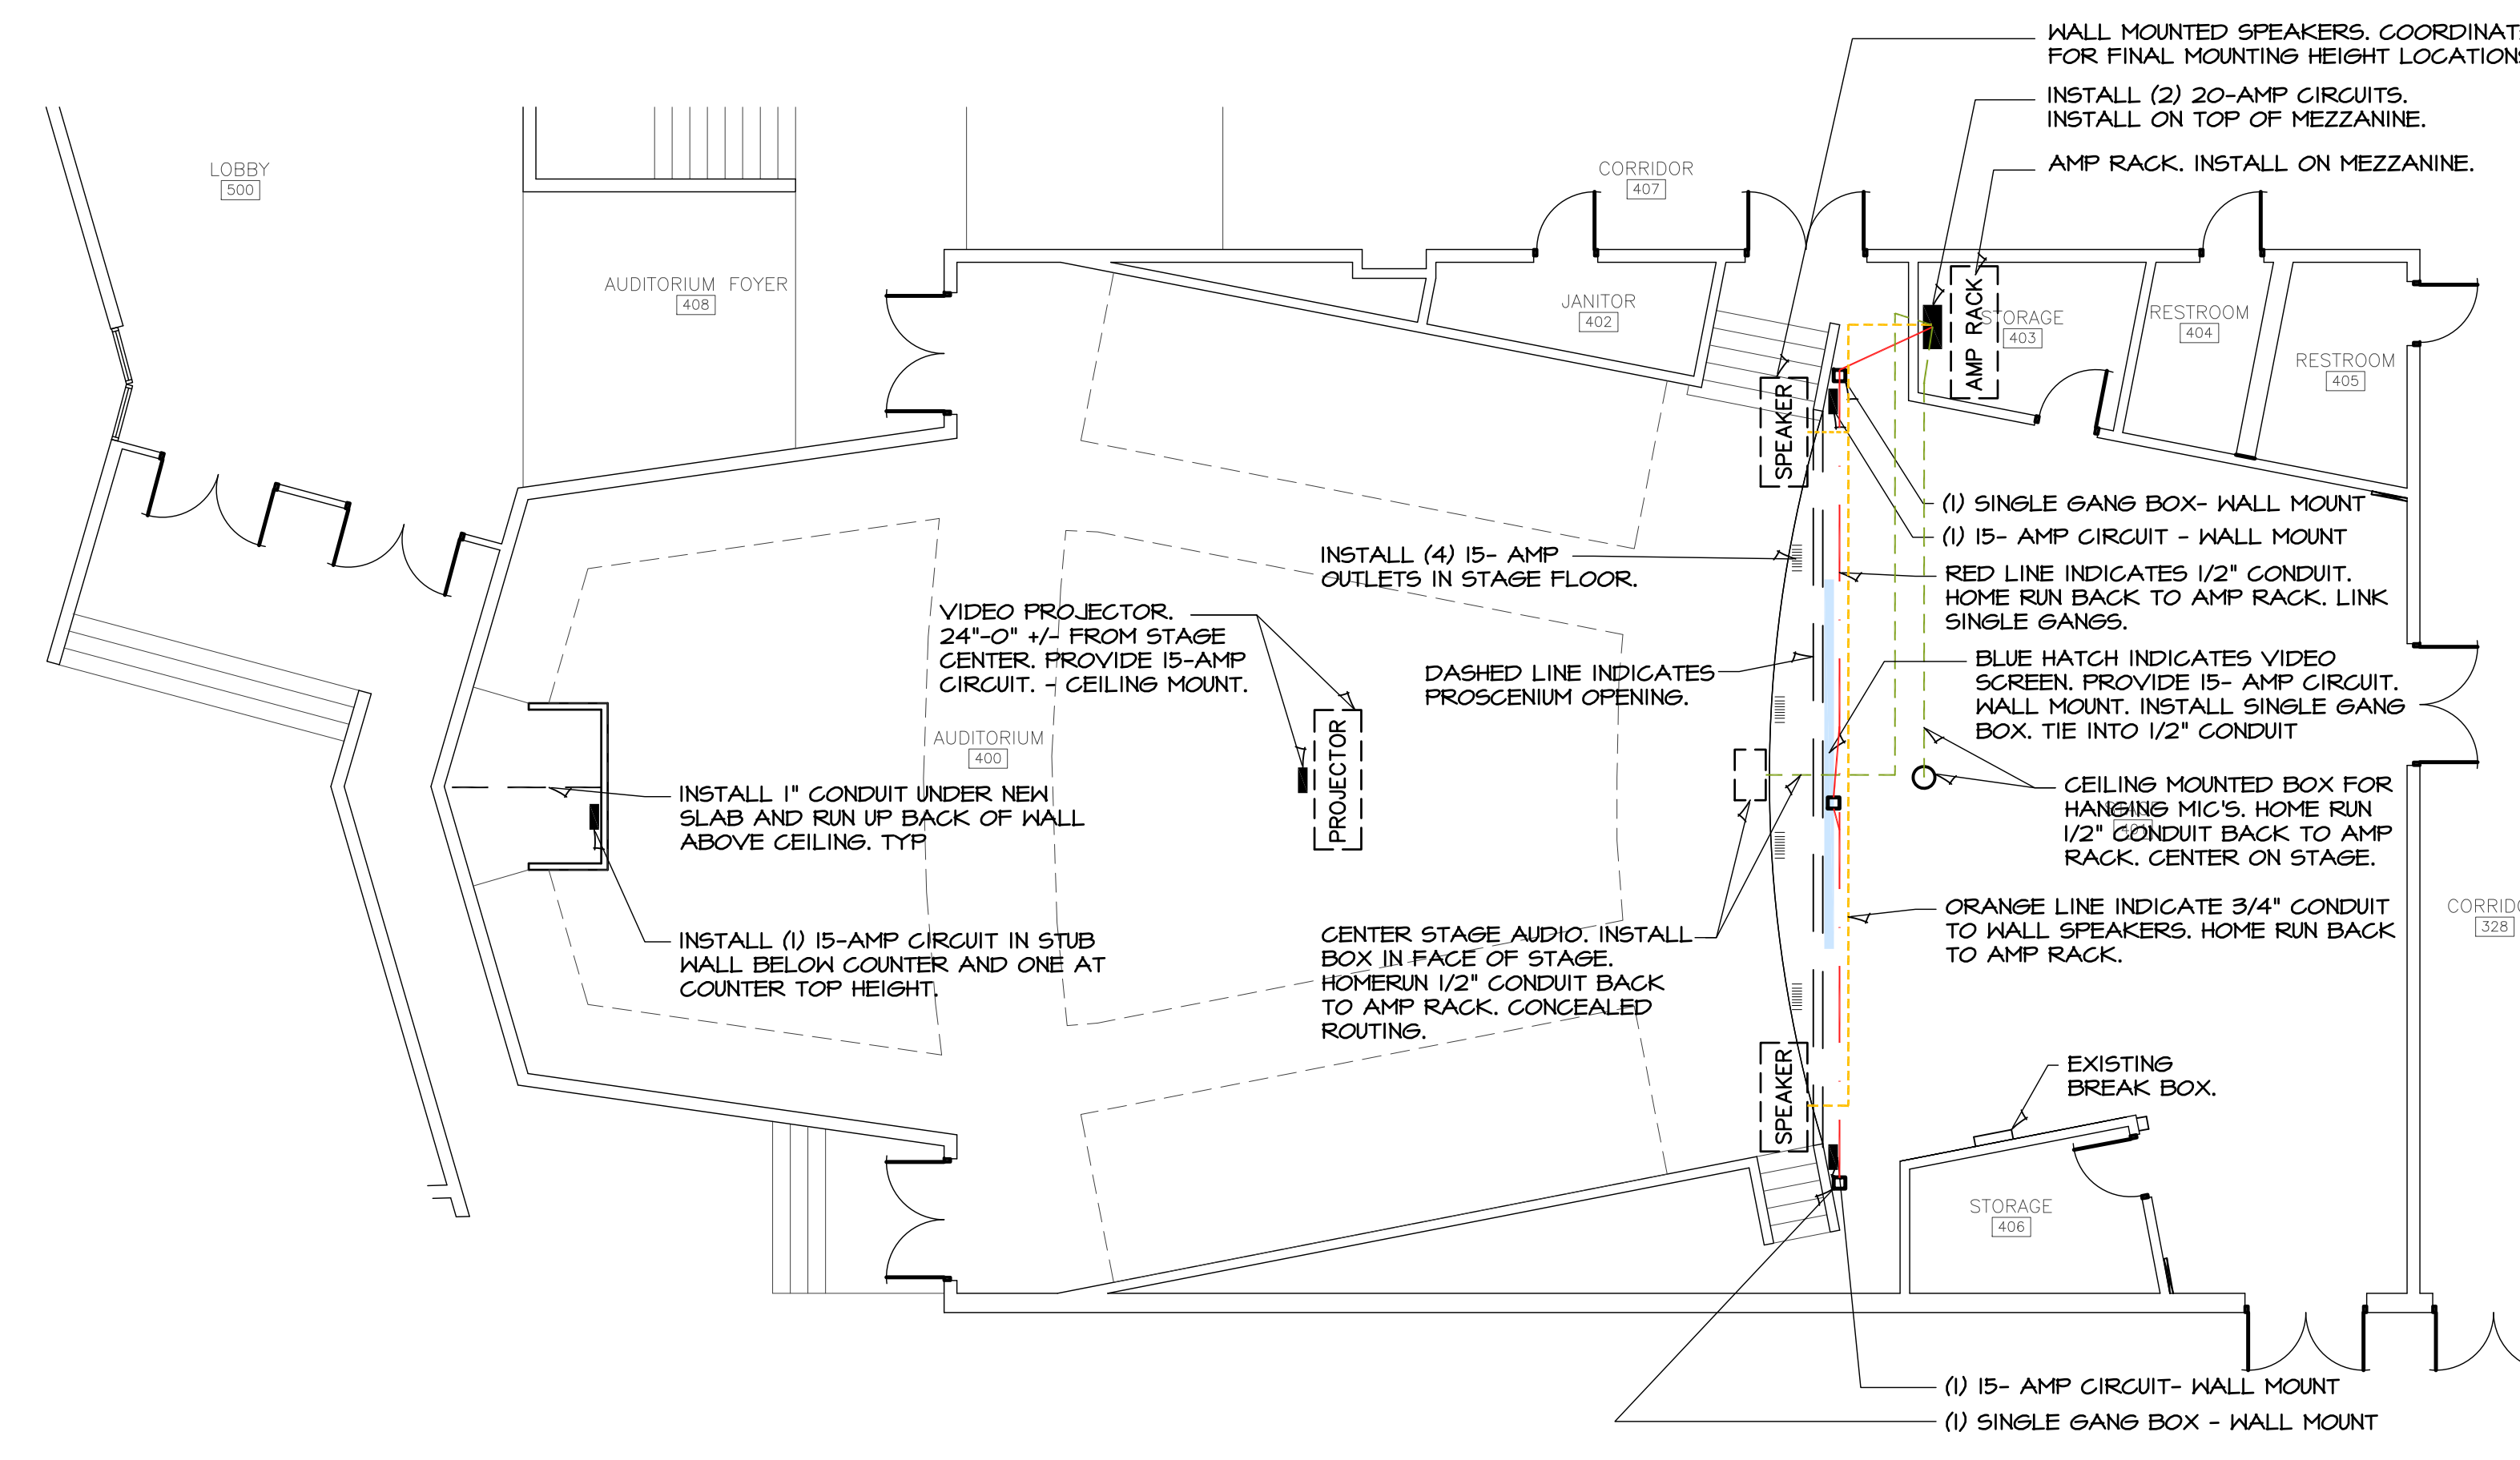 WALL MOUNTED SPEAKERS. COORDINAT
FOR FINAL MOUNTING HEIGHT LOCATIONS
INSTALL (2) 20-AMP CIRCUITS.
INSTALL ON TOP OF MEZZANINE.
AMP RACK. INSTALL ON MEZZANINE.
LOBBY
500
CORRIDOR
407
AUDITORIUM FOYER
408
JANITOR
402
AMP RACK
STORAGE
403
RESTROOM
404
RESTROOM
405
SPEAKER
(1) SINGLE GANG BOX- WALL MOUNT
(1) 15- AMP CIRCUIT - WALL MOUNT
INSTALL (4) 15- AMP
OUTLETS IN STAGE FLOOR.
RED LINE INDICATES 1/2" CONDUIT.
HOME RUN BACK TO AMP RACK. LINK
SINGLE GANGS.
VIDEO PROJECTOR.
24"-0" +/- FROM STAGE
CENTER. PROVIDE 15-AMP
CIRCUIT. - CEILING MOUNT.
DASHED LINE INDICATES
PROSCENIUM OPENING.
BLUE HATCH INDICATES VIDEO
SCREEN. PROVIDE 15- AMP CIRCUIT.
WALL MOUNT. INSTALL SINGLE GANG
BOX. TIE INTO 1/2" CONDUIT
AUDITORIUM
400
PROJECTOR
INSTALL 1" CONDUIT UNDER NEW
SLAB AND RUN UP BACK OF WALL
ABOVE CEILING. TYP
CEILING MOUNTED BOX FOR
HANGING MIC'S. HOME RUN
1/2" CONDUIT BACK TO AMP
RACK. CENTER ON STAGE.
401
INSTALL (1) 15-AMP CIRCUIT IN STUB
WALL BELOW COUNTER AND ONE AT
COUNTER TOP HEIGHT.
CENTER STAGE AUDIO. INSTALL
BOX IN FACE OF STAGE.
HOMERUN 1/2" CONDUIT BACK
TO AMP RACK. CONCEALED
ROUTING.
ORANGE LINE INDICATE 3/4" CONDUIT
TO WALL SPEAKERS. HOME RUN BACK
TO AMP RACK.
CORRIDO
328
SPEAKER
EXISTING
BREAK BOX.
STORAGE
406
(1) 15- AMP CIRCUIT- WALL MOUNT
(1) SINGLE GANG BOX - WALL MOUNT